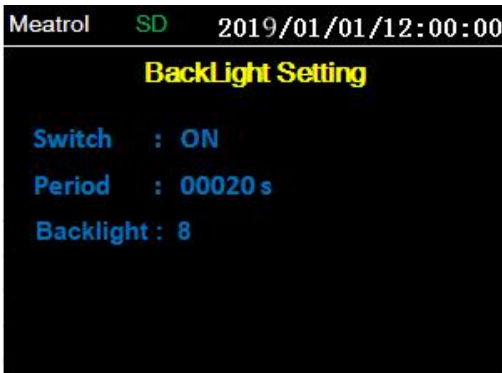 Meatrol SD 2019/01/01/12:00:00
BackLight Setting
Switch : ON
Period : 00020 s
Backlight : 8